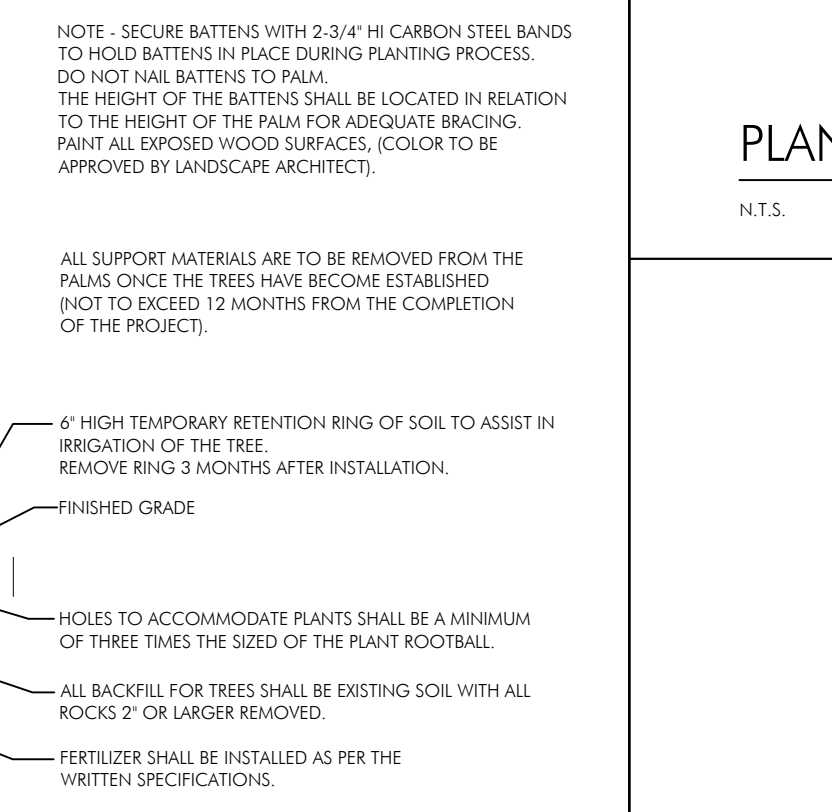 NOTE - SECURE BATTENS WITH 2-3/4" HI CARBON STEEL BANDS
TO HOLD BATTENS IN PLACE DURING PLANTING PROCESS.
DO NOT NAIL BATTENS TO PALM.
THE HEIGHT OF THE BATTENS SHALL BE LOCATED IN RELATION
TO THE HEIGHT OF THE PALM FOR ADEQUATE BRACING.
PAINT ALL EXPOSED WOOD SURFACES, (COLOR TO BE
APPROVED BY LANDSCAPE ARCHITECT).
ALL SUPPORT MATERIALS ARE TO BE REMOVED FROM THE
PALMS ONCE THE TREES HAVE BECOME ESTABLISHED
(NOT TO EXCEED 12 MONTHS FROM THE COMPLETION
OF THE PROJECT).
6" HIGH TEMPORARY RETENTION RING OF SOIL TO ASSIST IN
IRRIGATION OF THE TREE.
REMOVE RING 3 MONTHS AFTER INSTALLATION.
FINISHED GRADE
HOLES TO ACCOMMODATE PLANTS SHALL BE A MINIMUM
OF THREE TIMES THE SIZED OF THE PLANT ROOTBALL.
ALL BACKFILL FOR TREES SHALL BE EXISTING SOIL WITH ALL
ROCKS 2" OR LARGER REMOVED.
FERTILIZER SHALL BE INSTALLED AS PER THE
WRITTEN SPECIFICATIONS.
N.T.S.